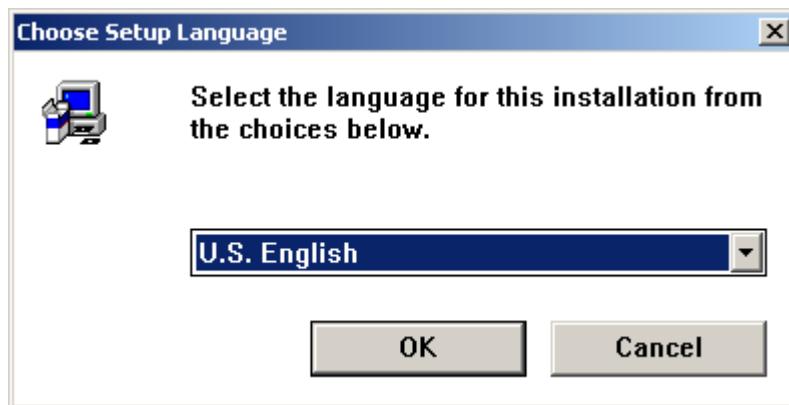 Choose Setup Language
Select the language for this installation from
the choices below.
U.S. English
OK
Cancel